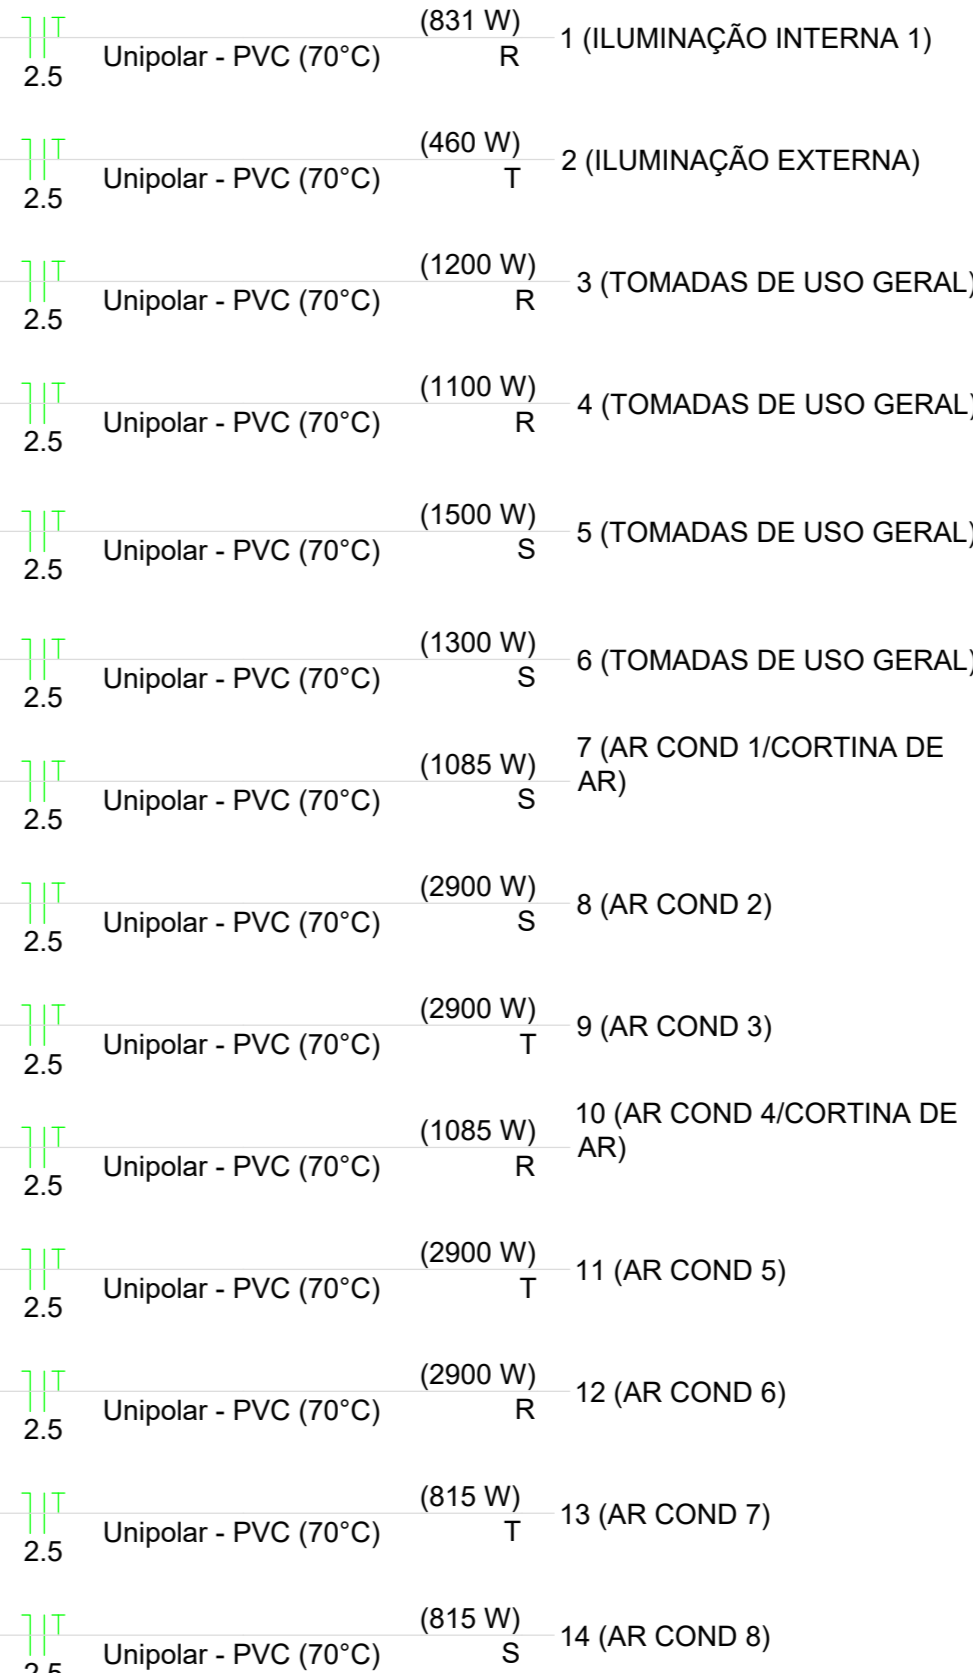 (831 W)
1 (ILUMINAÇÃO INTERNA 1)
Unipolar - PVC (70°C)
R
2.5
(460 W)
2 (ILUMINAÇÃO EXTERNA)
Unipolar - PVC (70°C)
T
2.5
(1200 W)
3 (TOMADAS DE USO GERAL)
Unipolar - PVC (70°C)
R
2.5
(1100 W)
4 (TOMADAS DE USO GERAL)
Unipolar - PVC (70°C)
R
2.5
(1500 W)
5 (TOMADAS DE USO GERAL)
Unipolar - PVC (70°C)
S
2.5
(1300 W)
6 (TOMADAS DE USO GERAL)
Unipolar - PVC (70°C)
S
2.5
(1085 W)
7 (AR COND 1/CORTINA DE
AR)
Unipolar - PVC (70°C)
S
2.5
(2900 W)
8 (AR COND 2)
Unipolar - PVC (70°C)
S
2.5
(2900 W)
9 (AR COND 3)
Unipolar - PVC (70°C)
T
2.5
(1085 W)
10 (AR COND 4/CORTINA DE
AR)
Unipolar - PVC (70°C)
R
2.5
(2900 W)
11 (AR COND 5)
Unipolar - PVC (70°C)
T
2.5
(2900 W)
12 (AR COND 6)
Unipolar - PVC (70°C)
R
2.5
(815 W)
13 (AR COND 7)
Unipolar - PVC (70°C)
T
2.5
(815 W)
14 (AR COND 8)
Unipolar - PVC (70°C)
S
2.5